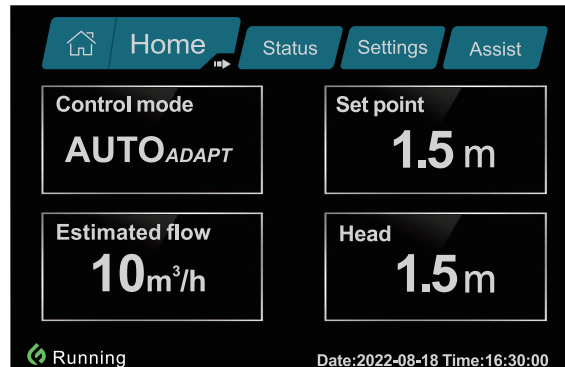 Home Status Settings Assist
Control mode
AUTOADAPT
Set point
1.5 m
Estimated flow
10m³/h
Head
1.5 m
Running
Date:2022-08-18 Time:16:30:00